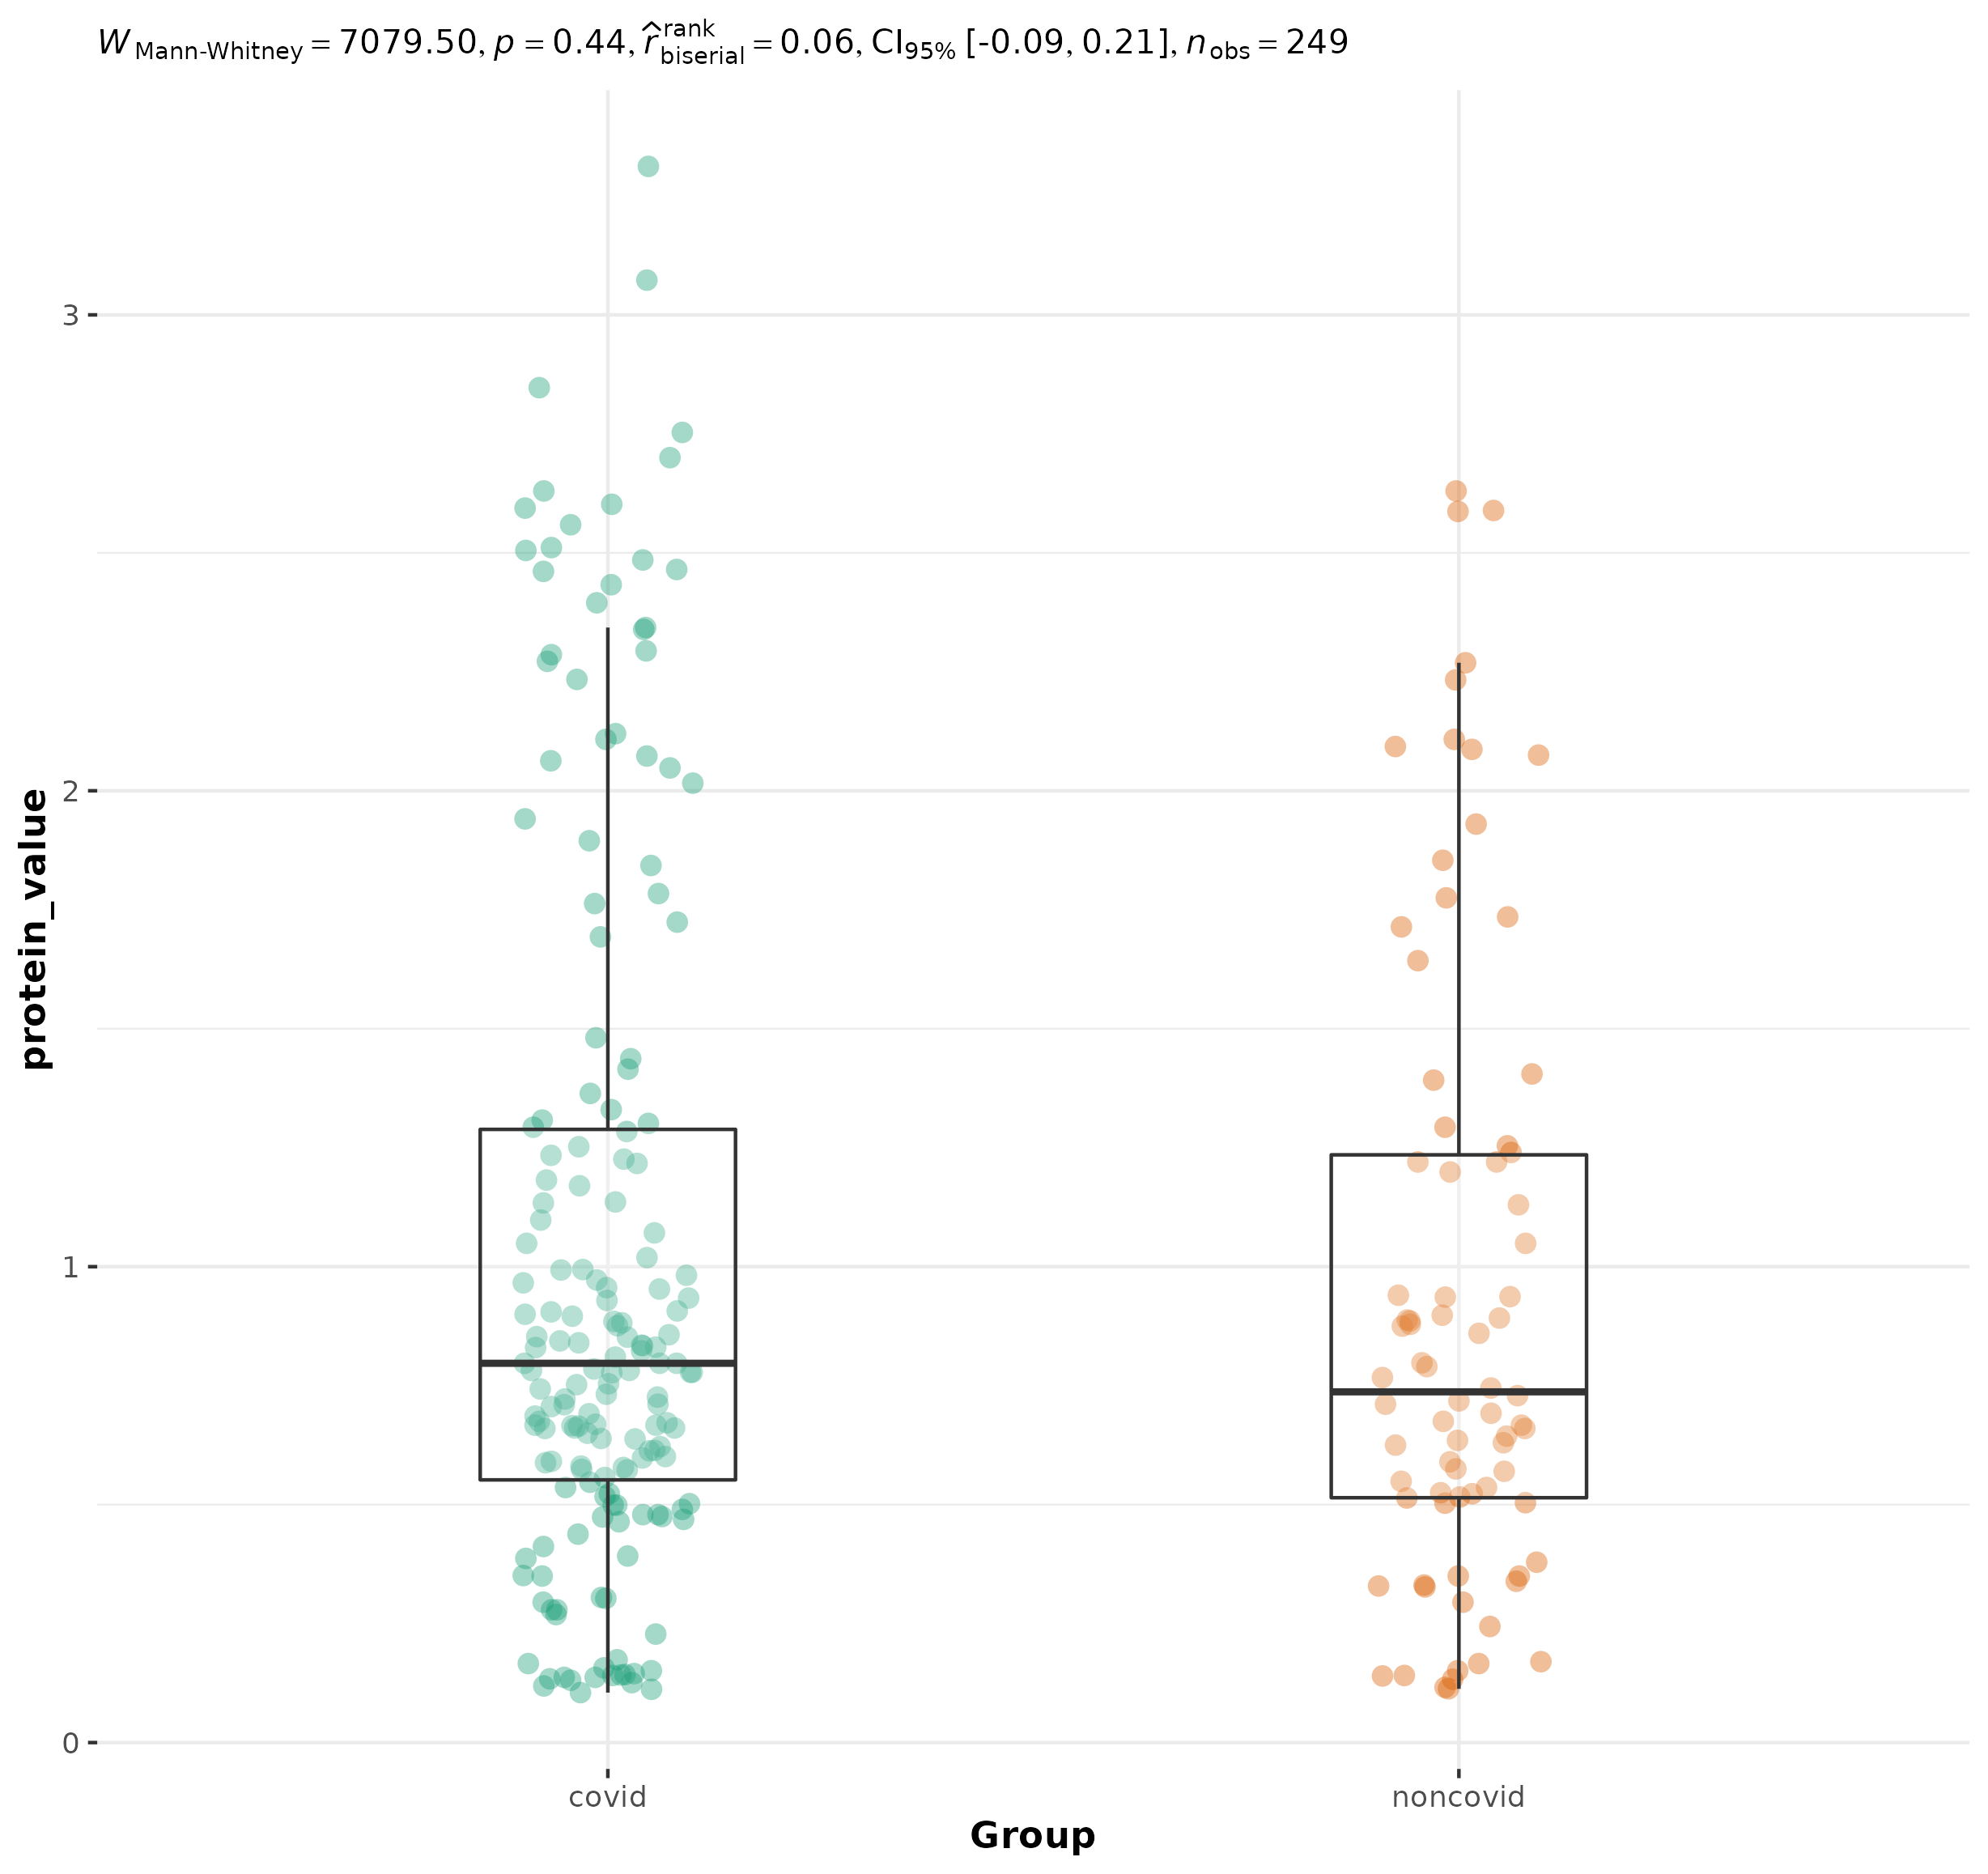 W Mann-Whitney = 7079.50, p = 0.44, r̂ rank biserial = 0.06, CI95% [-0.09, 0.21], n obs = 249
3
2
1
0
protein_value
covid noncovid
Group